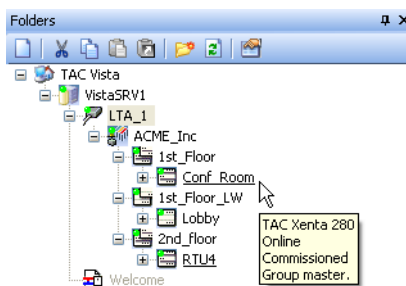 Folders
TAC Vista
VistaSRV1
LTA_1
ACME_Inc
1st_Floor
Conf_Room
1st_Floor_LW
Lobby
2nd_floor
RTU4
Welcome
TAC Xenta 280
Online
Commissioned
Group master.